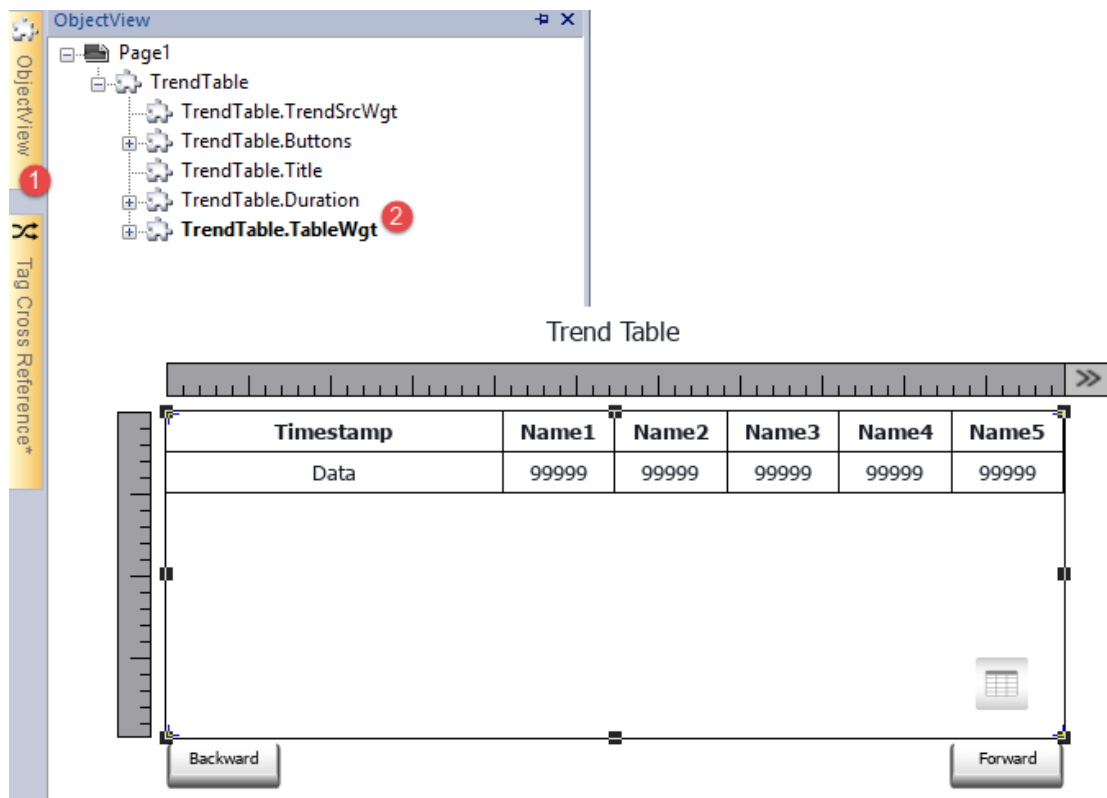 ObjectView
ObjectView
Page1
TrendTable
TrendTable.TrendSrcWgt
TrendTable.Buttons
TrendTable.Title
1
TrendTable.Duration
TrendTable.TableWgt 2
Tag Cross Reference*
Trend Table
Timestamp Name1 Name2 Name3 Name4 Name5
Data 99999 99999 99999 99999 99999
Backward Forward